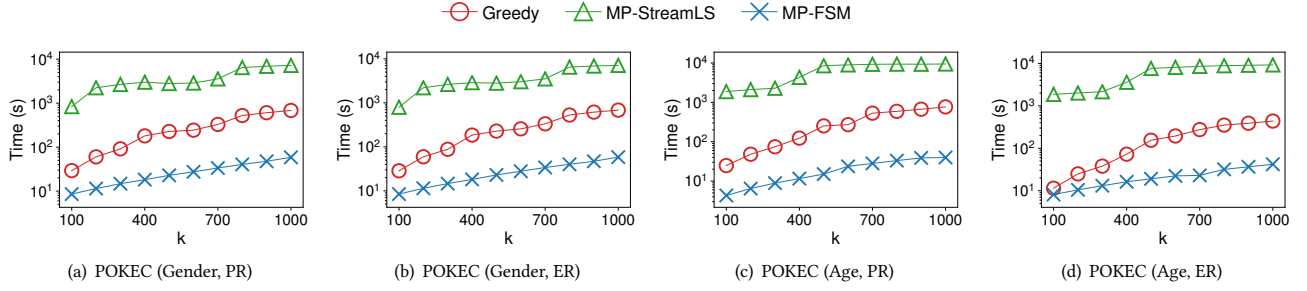 Greedy MP-StreamLS MP-FSM
Time (s)
10^4
10^3
10^2
10^1
100 400 700 1000
k
(a) POKEC (Gender, PR)
Time (s)
10^4
10^3
10^2
10^1
100 400 700 1000
k
(b) POKEC (Gender, ER)
Time (s)
10^4
10^3
10^2
10^1
100 400 700 1000
k
(c) POKEC (Age, PR)
Time (s)
10^4
10^3
10^2
10^1
100 400 700 1000
k
(d) POKEC (Age, ER)